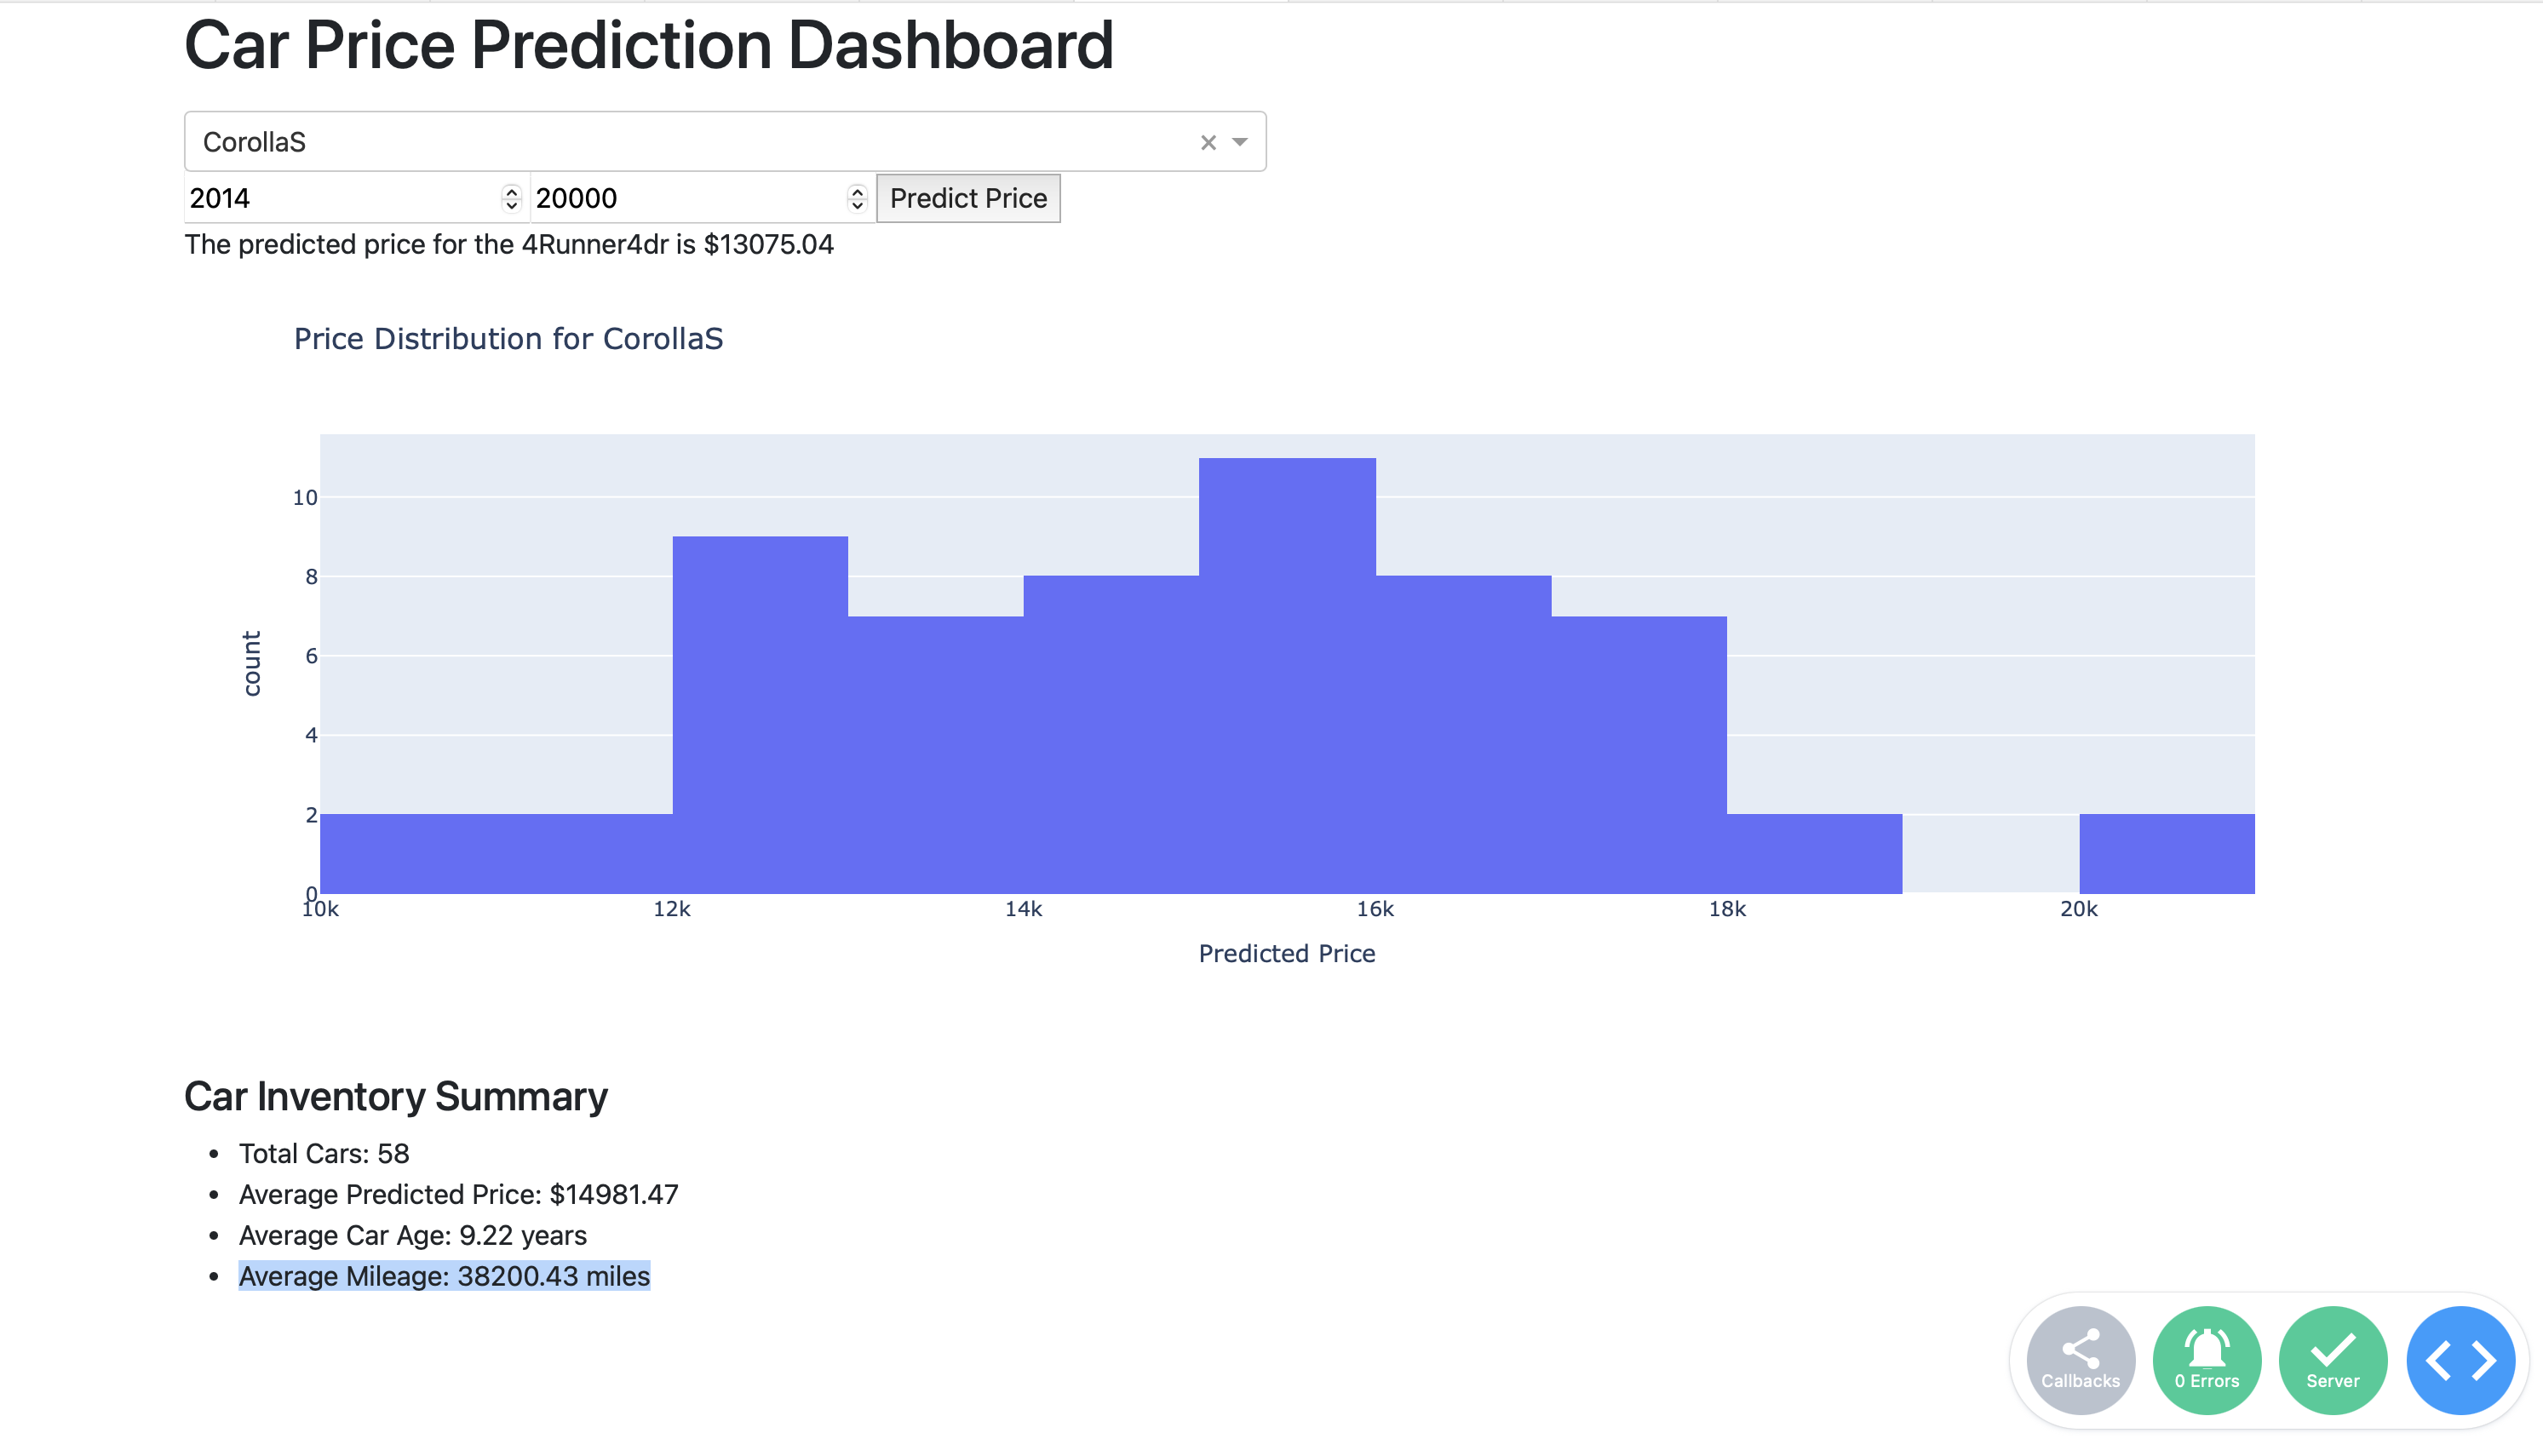 Car Price Prediction Dashboard
CorollaS
2014 20000 Predict Price
The predicted price for the 4Runner4dr is $13075.04
Price Distribution for CorollaS
10
8
6
4
2
0
count
10k 12k 14k 16k 18k 20k
Predicted Price
Car Inventory Summary
• Total Cars: 58
• Average Predicted Price: $14981.47
• Average Car Age: 9.22 years
• Average Mileage: 38200.43 miles
Callbacks 0 Errors Server